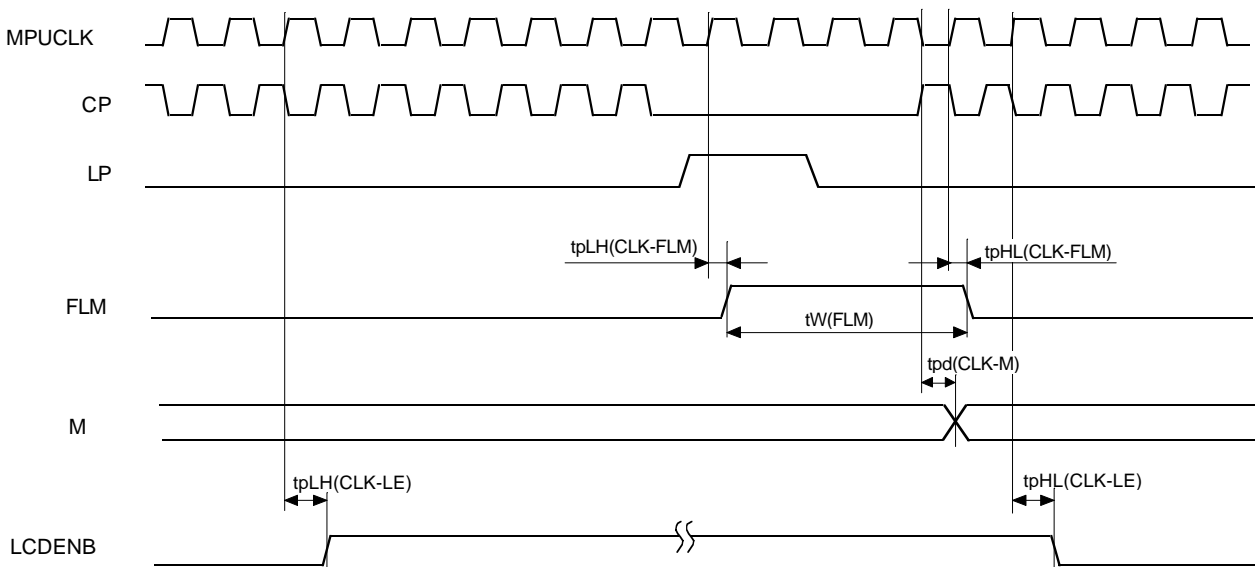 MPUCLK
CP
LP
tpLH(CLK-FLM)
tpHL(CLK-FLM)
FLM
tW(FLM)
tpd(CLK-M)
M
tpLH(CLK-LE)
tpHL(CLK-LE)
LCDENB